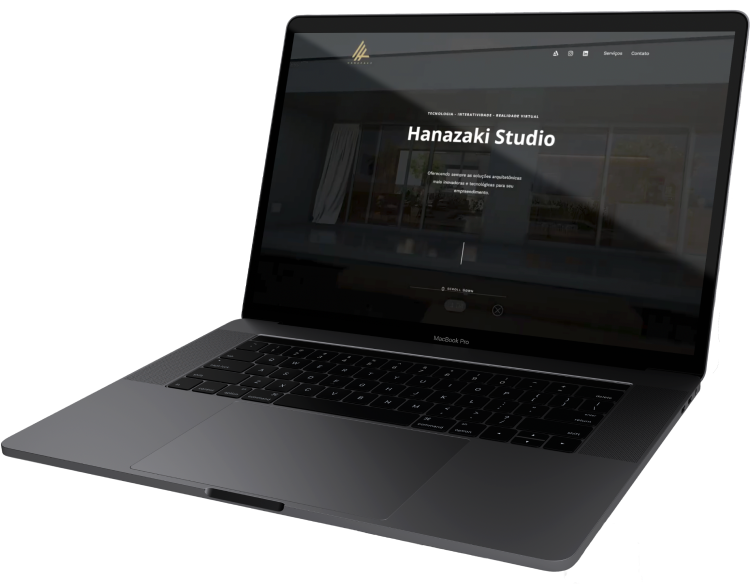 Serviços Contato
TECNOLOGIA - INTERATIVIDADE - REALIDADE VIRTUAL
Hanazaki Studio
Oferecendo sempre as soluções arquitetônicas
mais inovadoras e tecnológicas para seu
empreendimento.
SCROLL DOWN
MacBook Pro